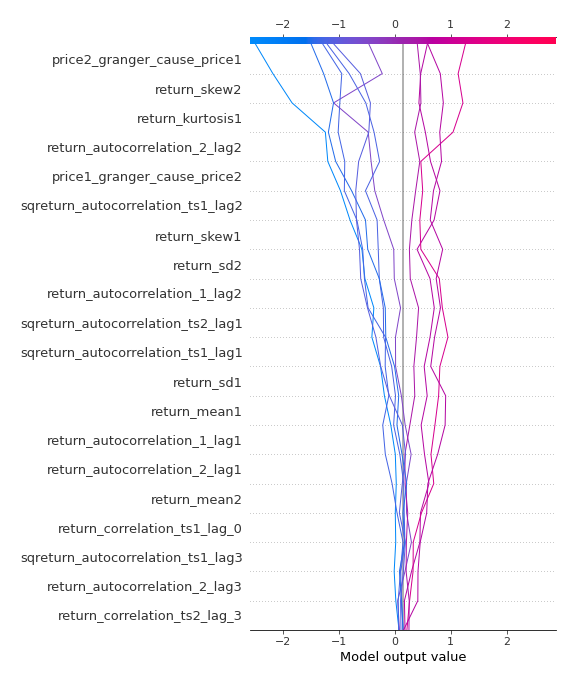 −2 −1 0 1 2
price2_granger_cause_price1
return_skew2
return_kurtosis1
return_autocorrelation_2_lag2
price1_granger_cause_price2
sqreturn_autocorrelation_ts1_lag2
return_skew1
return_sd2
return_autocorrelation_1_lag2
sqreturn_autocorrelation_ts2_lag1
sqreturn_autocorrelation_ts1_lag1
return_sd1
return_mean1
return_autocorrelation_1_lag1
return_autocorrelation_2_lag1
return_mean2
return_correlation_ts1_lag_0
sqreturn_autocorrelation_ts1_lag3
return_autocorrelation_2_lag3
return_correlation_ts2_lag_3
−2 −1 0 1 2
Model output value